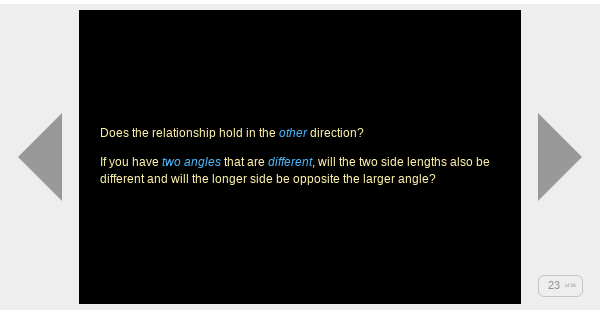 Does the relationship hold in the other direction?
If you have two angles that are different, will the two side lengths also be
different and will the longer side be opposite the larger angle?
23